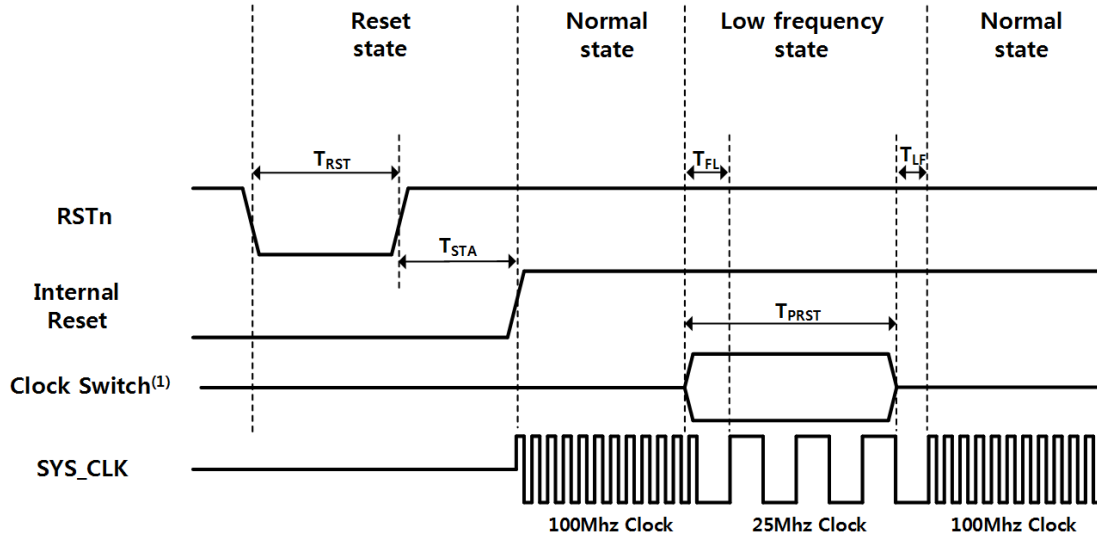 Reset
state
Normal
state
Low frequency
state
Normal
state
TRST
TFL
TLF
RSTn
TSTA
Internal
Reset
TPRST
Clock Switch(1)
SYS_CLK
100Mhz Clock
25Mhz Clock
100Mhz Clock